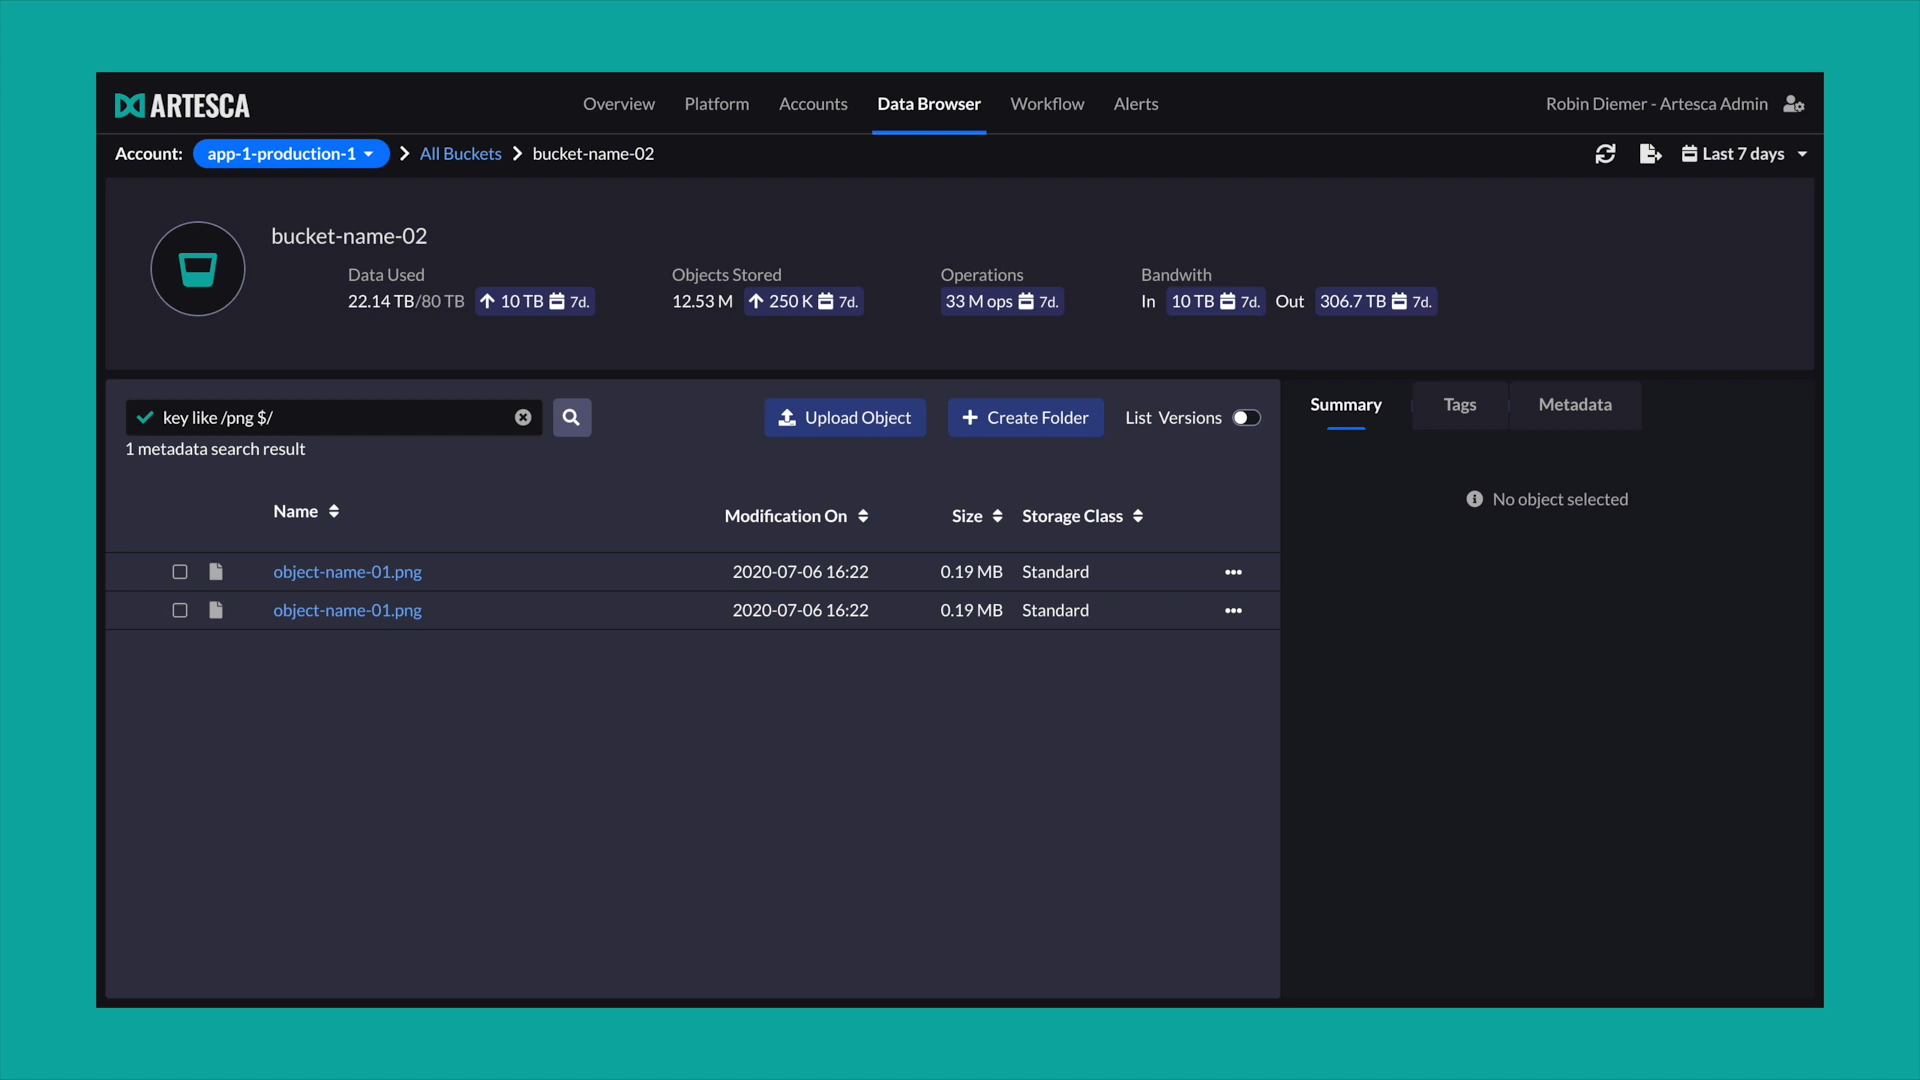 ARTESCA
Overview Platform Accounts Data Browser Workflow Alerts
Robin Diemer - Artesca Admin
Account: app-1-production-1 All Buckets bucket-name-02
Last 7 days
bucket-name-02
Data Used Objects Stored Operations Bandwith
22.14 TB/80 TB 10 TB 7d. 12.53 M 250 K 7d. 33 M ops 7d. In 10 TB 7d. Out 306.7 TB 7d.
key like /png $/
Upload Object + Create Folder List Versions
1 metadata search result
Name Modification On Size Storage Class
object-name-01.png 2020-07-06 16:22 0.19 MB Standard •••
object-name-01.png 2020-07-06 16:22 0.19 MB Standard •••
Summary Tags Metadata
No object selected